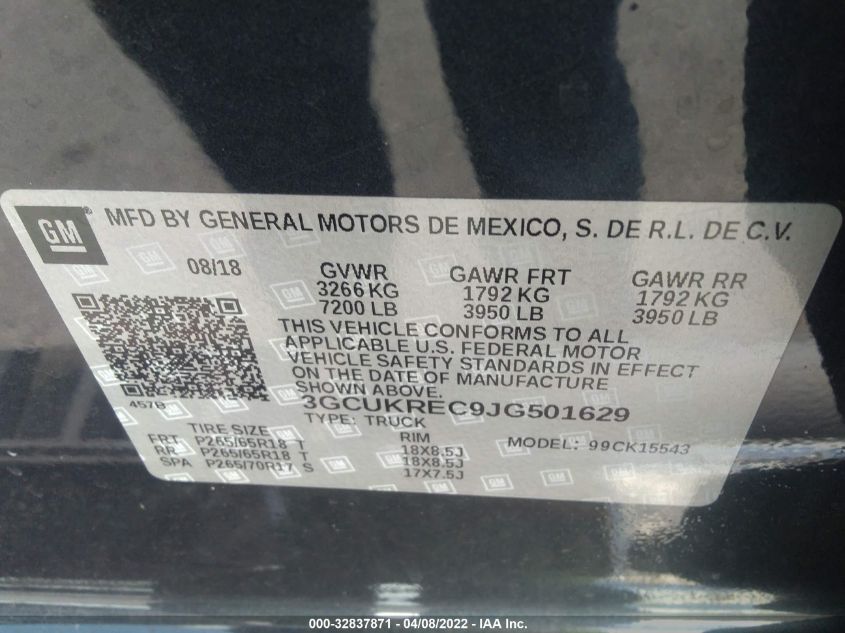 GM
MFD BY GENERAL MOTORS DE MEXICO, S. DE R.L. DE C.V.
08/18 GVWR GAWR FRT GAWR RR
3266 KG 1792 KG 1792 KG
7200 LB 3950 LB 3950 LB
THIS VEHICLE CONFORMS TO ALL
APPLICABLE U.S. FEDERAL MOTOR
VEHICLE SAFETY STANDARDS IN EFFECT
ON THE DATE OF MANUFACTURE
SHOWN ABOVE.
457B
3GCUKREC9JG501629
TYPE: TRUCK
TIRE SIZE RIM MODEL: 99CK15543
FRT P265/65R18 T 18X8.5J
RR P265/65R18 T 18X8.5J
SPA P265/70R17 S 17X7.5J
000-32837871 - 04/08/2022 - IAA Inc.